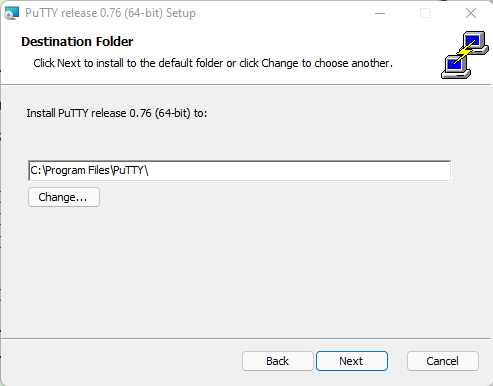 PuTTY release 0.76 (64-bit) Setup
Destination Folder
Click Next to install to the default folder or click Change to choose another.
Install PuTTY release 0.76 (64-bit) to:
C:\Program Files\PuTTY\
Change...
Back
Next
Cancel